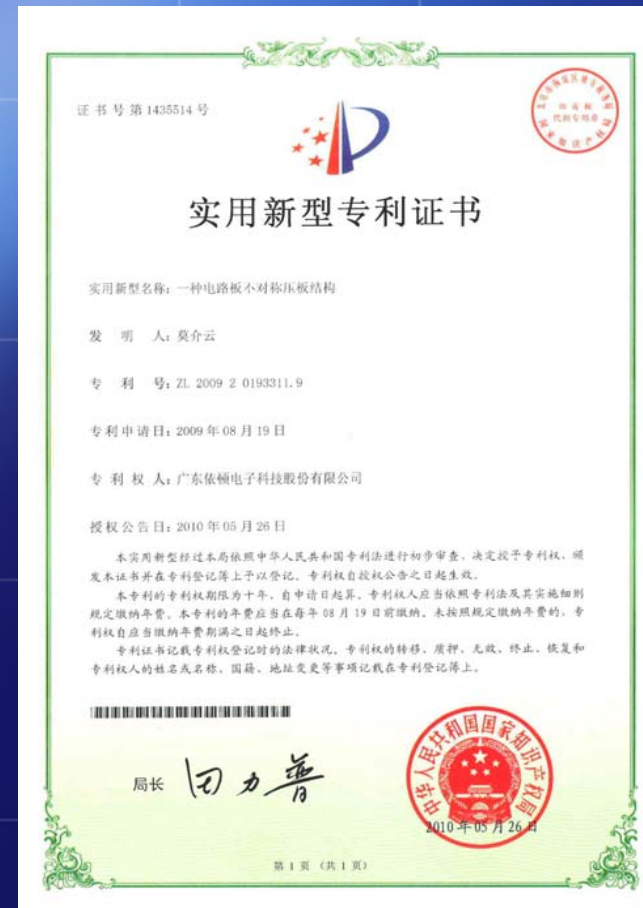 证书号第1435514号
印花税
代扣专用章
实用新型专利证书
实用新型名称：一种电路板不对称压板结构
发 明 人：莫介云
专 利 号：ZL 2009 2 0193311.9
专利申请日：2009年08月19日
专 利 权 人：广东依顿电子科技股份有限公司
授权公告日：2010年05月26日
本实用新型经过本局依照中华人民共和国专利法进行初步审查，决定授予专利权，颁
发本证书并在专利登记簿上予以登记。专利权自授权公告之日起生效。
本专利的专利权期限为十年，自申请日起算。专利权人应当依照专利法及其实施细则
规定缴纳年费。本专利的年费应当在每年08月19日前缴纳。未按照规定缴纳年费的，专
利权自应当缴纳年费期满之日起终止。
专利证书记载专利权登记时的法律状况。专利权的转移、质押、无效、终止、恢复和
专利权人的姓名或名称、国籍、地址变更等事项记载在专利登记簿上。
局长 田力普
中华人民共和国国家知识产权局
2010年05月26日
第1页（共1页）